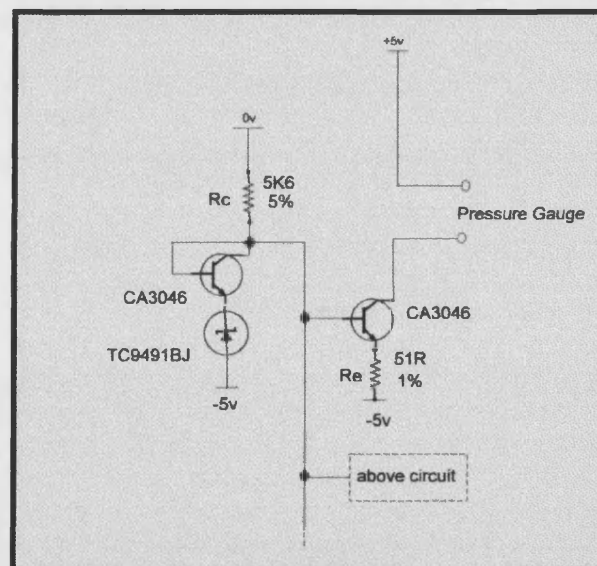 +5v
0v
5K6
5%
Rc
Pressure Gauge
CA3046
CA3046
TC9491BJ
51R
1%
Re
-5v
-5v
above circuit